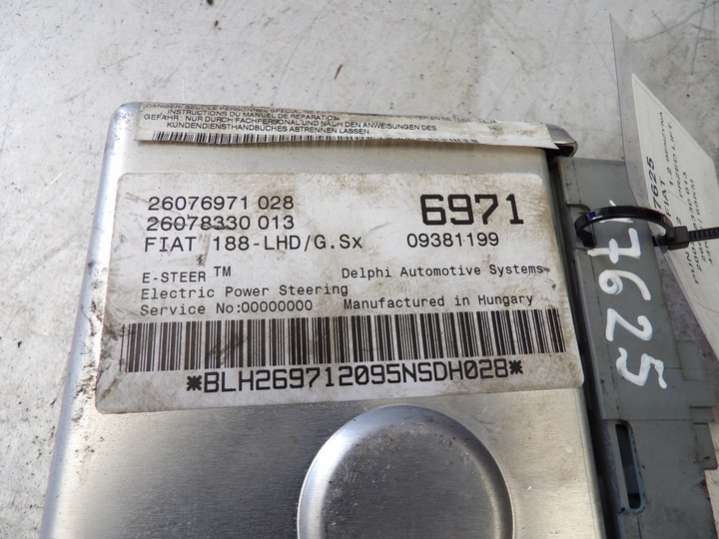 INSTRUCTIONS DU MANUEL DE REPARATION.
GEFAHR: NUR DURCH FACHPERSONAL UND NACH DEN ANWEISUNGEN DES
KUNDENDIENSTHANDBUCHES ABTRENNEN LASSEN.
26076971 028
26078330 013
6971
FIAT 188-LHD/G.Sx 09381199
E-STEER™ Delphi Automotive Systems
Electric Power Steering
Service No:00000000 Manufactured in Hungary
*BLH269712095NSDH028*
7625
7625
FIAT